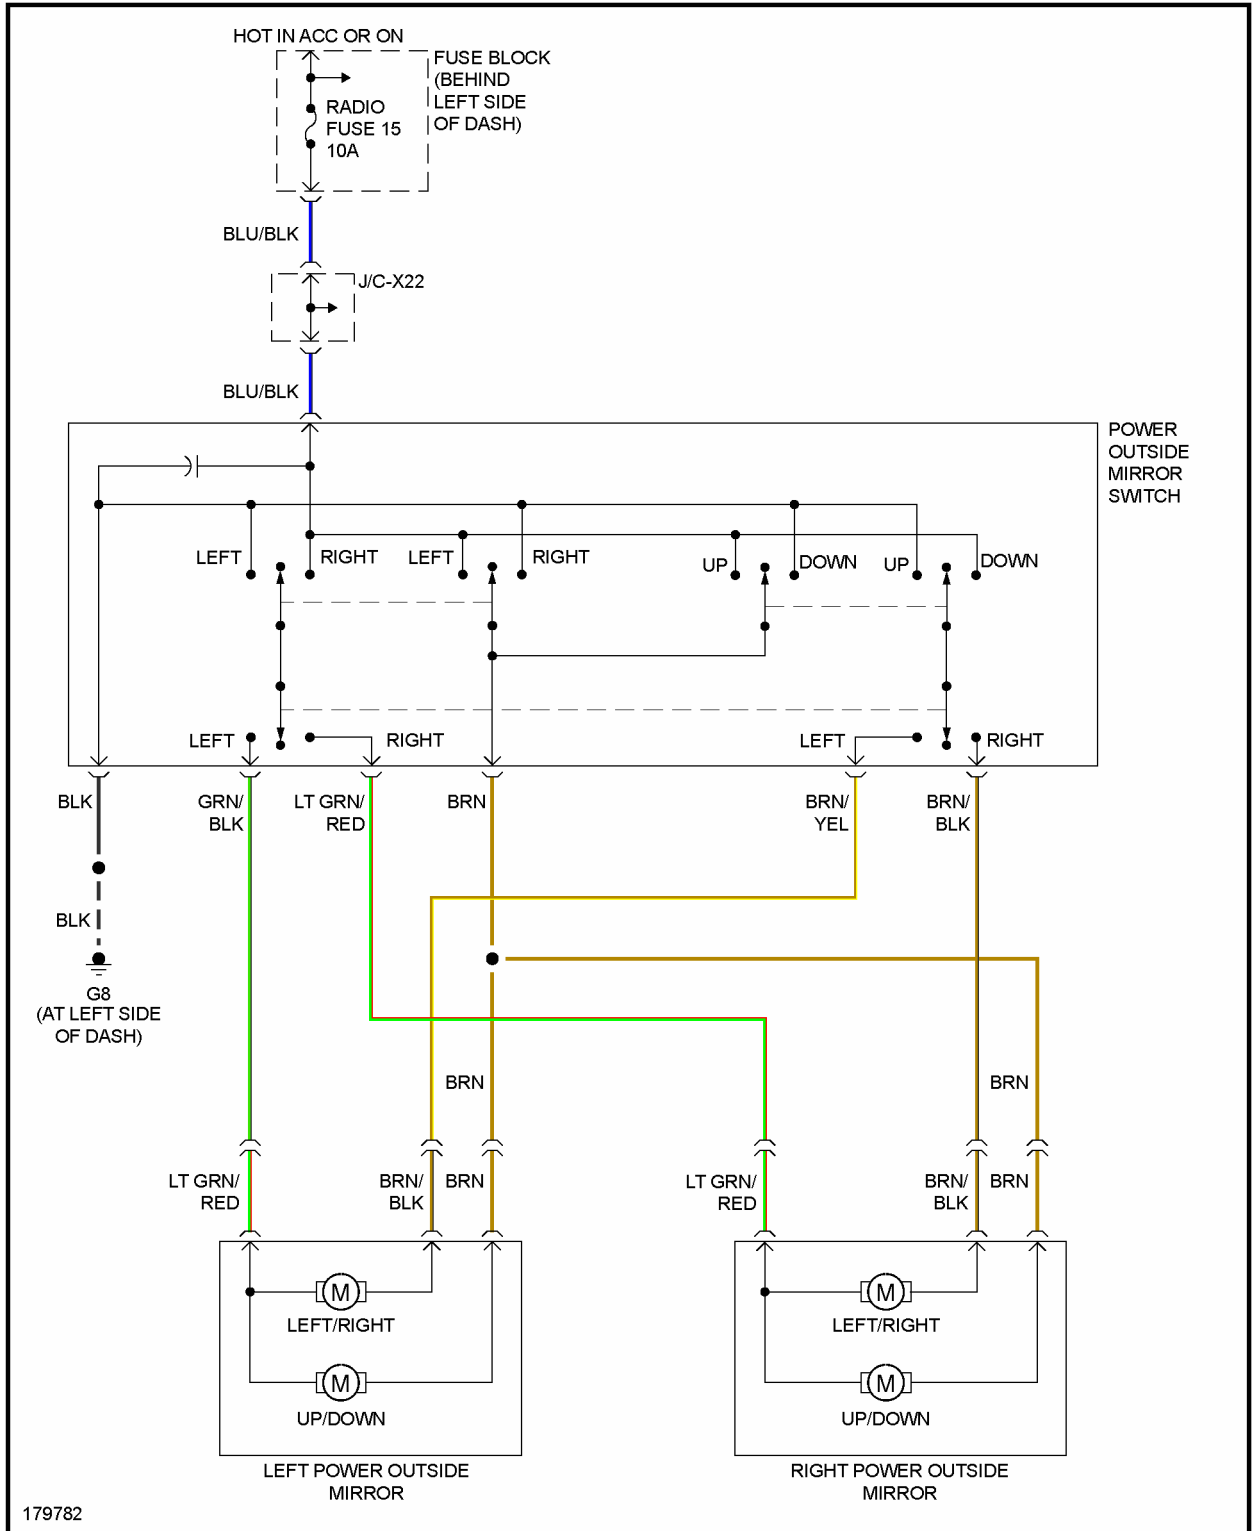 HOT IN ACC OR ON
FUSE BLOCK
(BEHIND
LEFT SIDE
OF DASH)
RADIO
FUSE 15
10A
BLU/BLK
J/C-X22
BLU/BLK
POWER
OUTSIDE
MIRROR
SWITCH
LEFT
RIGHT
LEFT
RIGHT
UP
DOWN
UP
DOWN
LEFT
RIGHT
LEFT
RIGHT
BLK
GRN/
BLK
LT GRN/
RED
BRN
BRN/
YEL
BRN/
BLK
BLK
G8
(AT LEFT SIDE
OF DASH)
BRN
BRN
LT GRN/
RED
BRN/
BLK
BRN
LT GRN/
RED
BRN/
BLK
BRN
M
LEFT/RIGHT
M
UP/DOWN
M
LEFT/RIGHT
M
UP/DOWN
LEFT POWER OUTSIDE
MIRROR
RIGHT POWER OUTSIDE
MIRROR
179782